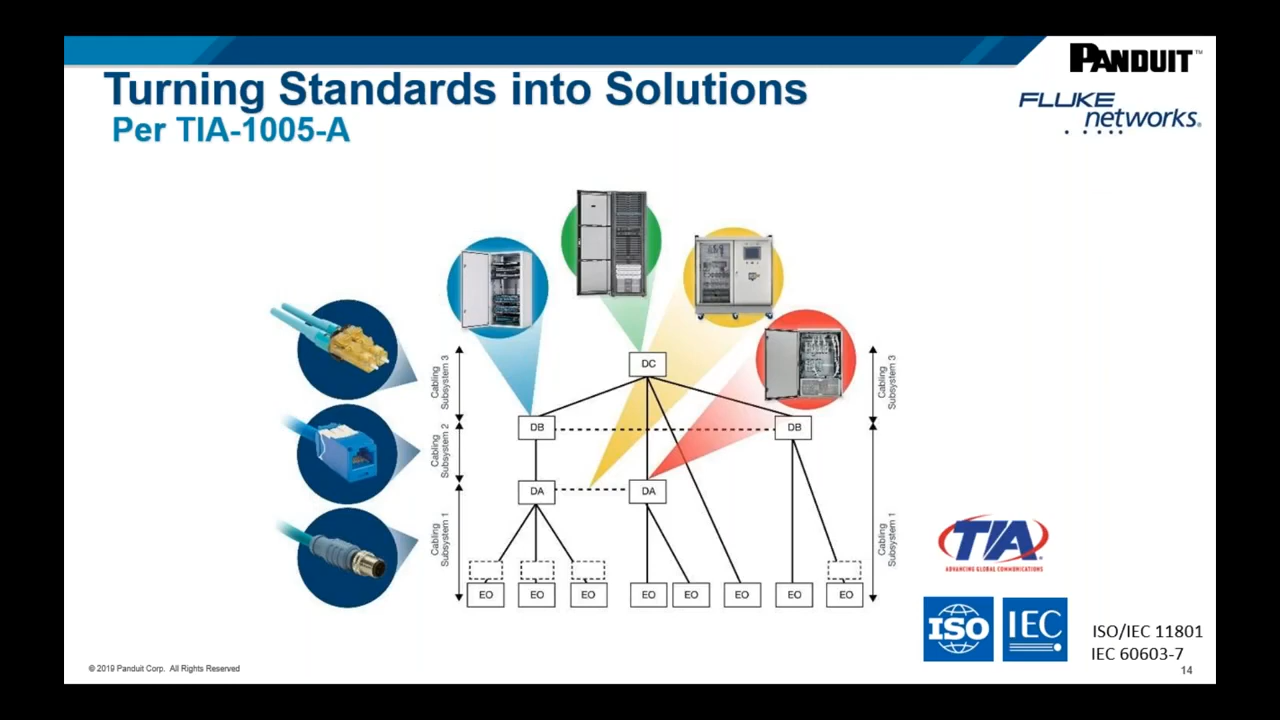 PANDUIT™
FLUKE
networks®
Turning Standards into Solutions
Per TIA-1005-A
Cabling
Subsystem 3
Cabling
Subsystem 2
Cabling
Subsystem 1
DC
DB
DB
DA
DA
EO
EO
EO
EO
EO
EO
EO
EO
Cabling
Subsystem 3
Cabling
Subsystem 1
TIA
ADVANCING GLOBAL COMMUNICATIONS
ISO
IEC
ISO/IEC 11801
IEC 60603-7
© 2019 Panduit Corp. All Rights Reserved
14